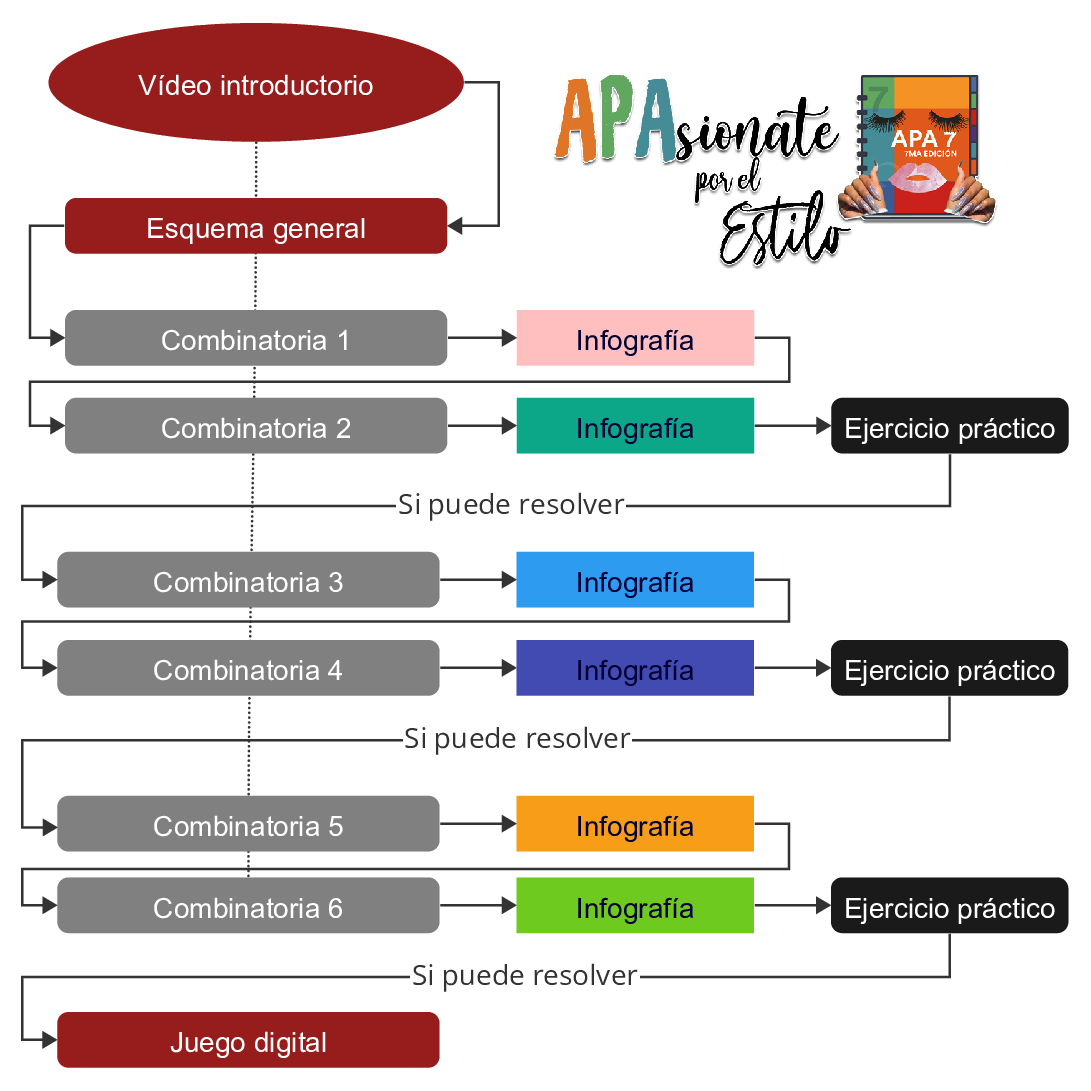 Vídeo introductorio
APAsionate
por el
Estilo
7
APA 7
7MA EDICIÓN
Esquema general
Combinatoria 1
Infografía
Combinatoria 2
Infografía
Ejercicio práctico
Si puede resolver
Combinatoria 3
Infografía
Combinatoria 4
Infografía
Ejercicio práctico
Si puede resolver
Combinatoria 5
Infografía
Combinatoria 6
Infografía
Ejercicio práctico
Si puede resolver
Juego digital